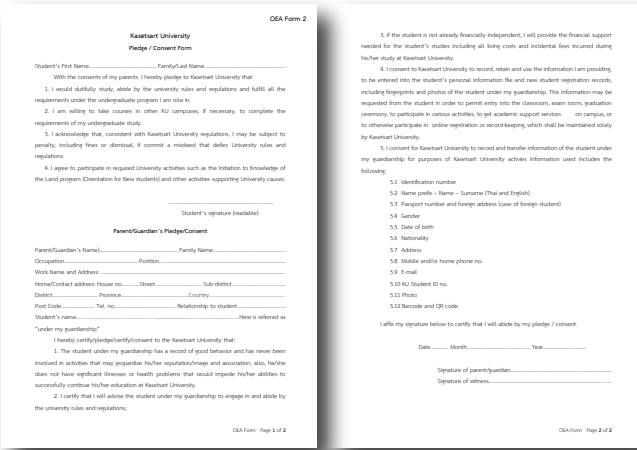 OEA Form 2
Kasetsart University
Pledge / Consent Form
Student's First Name.................................... Family/Last Name............................................
With the consents of my parents. I hereby pledge to Kasetsart University that:
1. I would dutifully study, abide by the university rules and regulations and fulfill all the
requirements under the undergraduate program I am role in.
2. I am willing to take courses in other KU campuses, if necessary, to complete the
requirements of my undergraduate study.
3. I acknowledge that, consistent with Kasetsart University regulations, I may be subject to
penalty, including fines or dismissal, if commit a misdeed that defies University rules and
regulations.
4. I agree to participate in required University activities such as the Initiation to Knowledge of
the Land program (Orientation for New students) and other activities supporting University causes.
............................................................
Student's signature (readable)
Parent/Guardian's Pledge/Consent
Parent/Guardian's Name)............................................ Family Name........................................
Occupation......................... Position............................................................
Work Name and Address: ................................................................................
Home/Contact address: House no...........Street............................ Sub-district............................
District........................ Province...............................Country...............................
Post Code............... Tel. no............................ Relationship to student............................
Student's name....................................................................................Here is referred as
"under my guardianship"
I hereby certify/pledge/certify/consent to Kasetsart University that:
1. The student under my guardianship has a record of good behavior and has never been
involved in activities that may jeopardize his/her reputation/image and association; also, he/she
does not have significant illnesses or health problems that would impede his/her abilities to
successfully continue his/her education at Kasetsart University.
2. I certify that I will advise the student under my guardianship to engage in and abide by
the university rules and regulations;
OEA Form Page 1 of 2
3. If the student is not already financially independent, I will provide the financial support
needed for the student's studies including all living costs and incidental fees incured during
his/her study at Kasetsart University.
4. I consent to Kasetsart University to record, retain and use the information I am providing,
to be entered into the student's personal information file and new student registration records,
including fingerprints and photos of the student under my guardianship. This information may be
requested from the student in order to permit entry into the classroom, exam room, graduation
ceremony, to participate in various activities, to get academic support services on campus, or
to otherwise participate in online registration or record-keeping, which shall be maintained solely
by Kasetsart University.
5. I consent for University to record and transfer information of the student under
my guardianship for purposes of Kasetsart University activies Information used includes the
following:
5.1 Identification number
5.2 Name prefix – Name – Surname (Thai and English)
5.3 Passport number and foreign address (case of foreign student)
5.4 Gender
5.5 Date of birth
5.6 Nationality
5.7 Address
5.8 Mobile and/or home phone no.
5.9 E-mail
5.10 KU Student ID no.
5.11 Photo
5.12 Barcode and QR code
I affix my signature below to certify that I will abide by my pledge / consent.
Date........... Month................................... Year........................
Signature of parent/guardian............................................................
Signature of witness............................................................
OEA Form Page 2 of 2